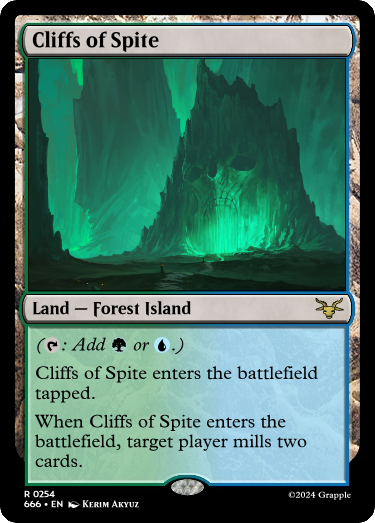 Cliffs of Spite
Land — Forest Island
(: Add or .)
Cliffs of Spite enters the battlefield
tapped.
When Cliffs of Spite enters the
battlefield, target player mills two
cards.
R 0254
666 • EN Kerim Akyuz
©2024 Grapple